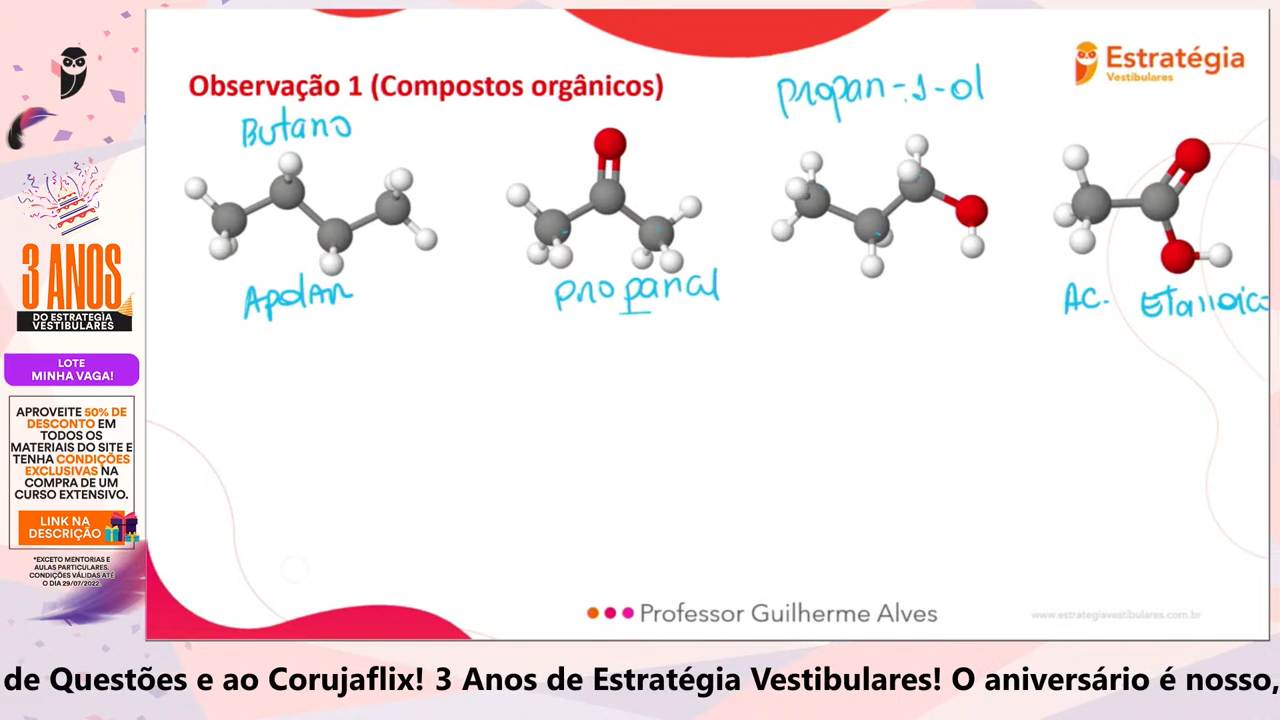 Observação 1 (Compostos orgânicos)
Estratégia
Vestibulares
Butano
Propan-1-ol
Apolar
Propanal
AC. Etanoico
3 ANOS
DO ESTRATÉGIA
VESTIBULARES
LOTE
MINHA VAGA!
APROVEITE 50% DE
DESCONTO EM
TODOS OS
MATERIAIS DO SITE E
TENHA CONDIÇÕES
EXCLUSIVAS NA
COMPRA DE UM
CURSO EXTENSIVO.
LINK NA
DESCRIÇÃO
*EXCETO MENTORIAS E
AULAS PARTICULARES.
CONDIÇÕES VÁLIDAS ATÉ
O DIA 29/07/2022.
Professor Guilherme Alves
www.estrategiavestibulares.com.br
de Questões e ao Corujaflix! 3 Anos de Estratégia Vestibulares! O aniversário é nosso,